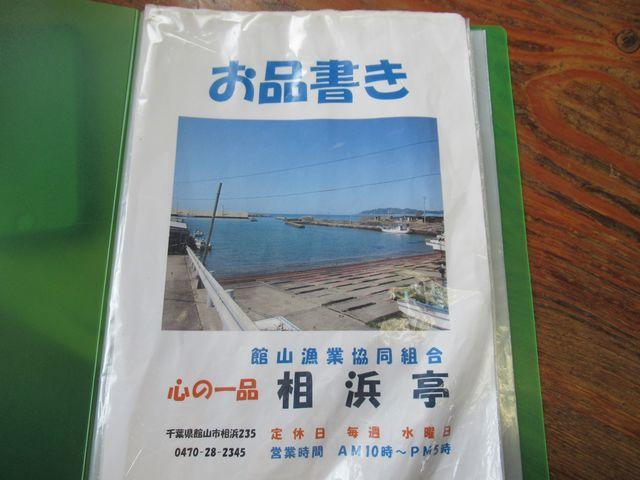 お品書き
館山漁業協同組合
心の一品 相浜亭
千葉県館山市相浜235 定休日 毎週 水曜日
0470-28-2345 営業時間 AM10時~PM5時